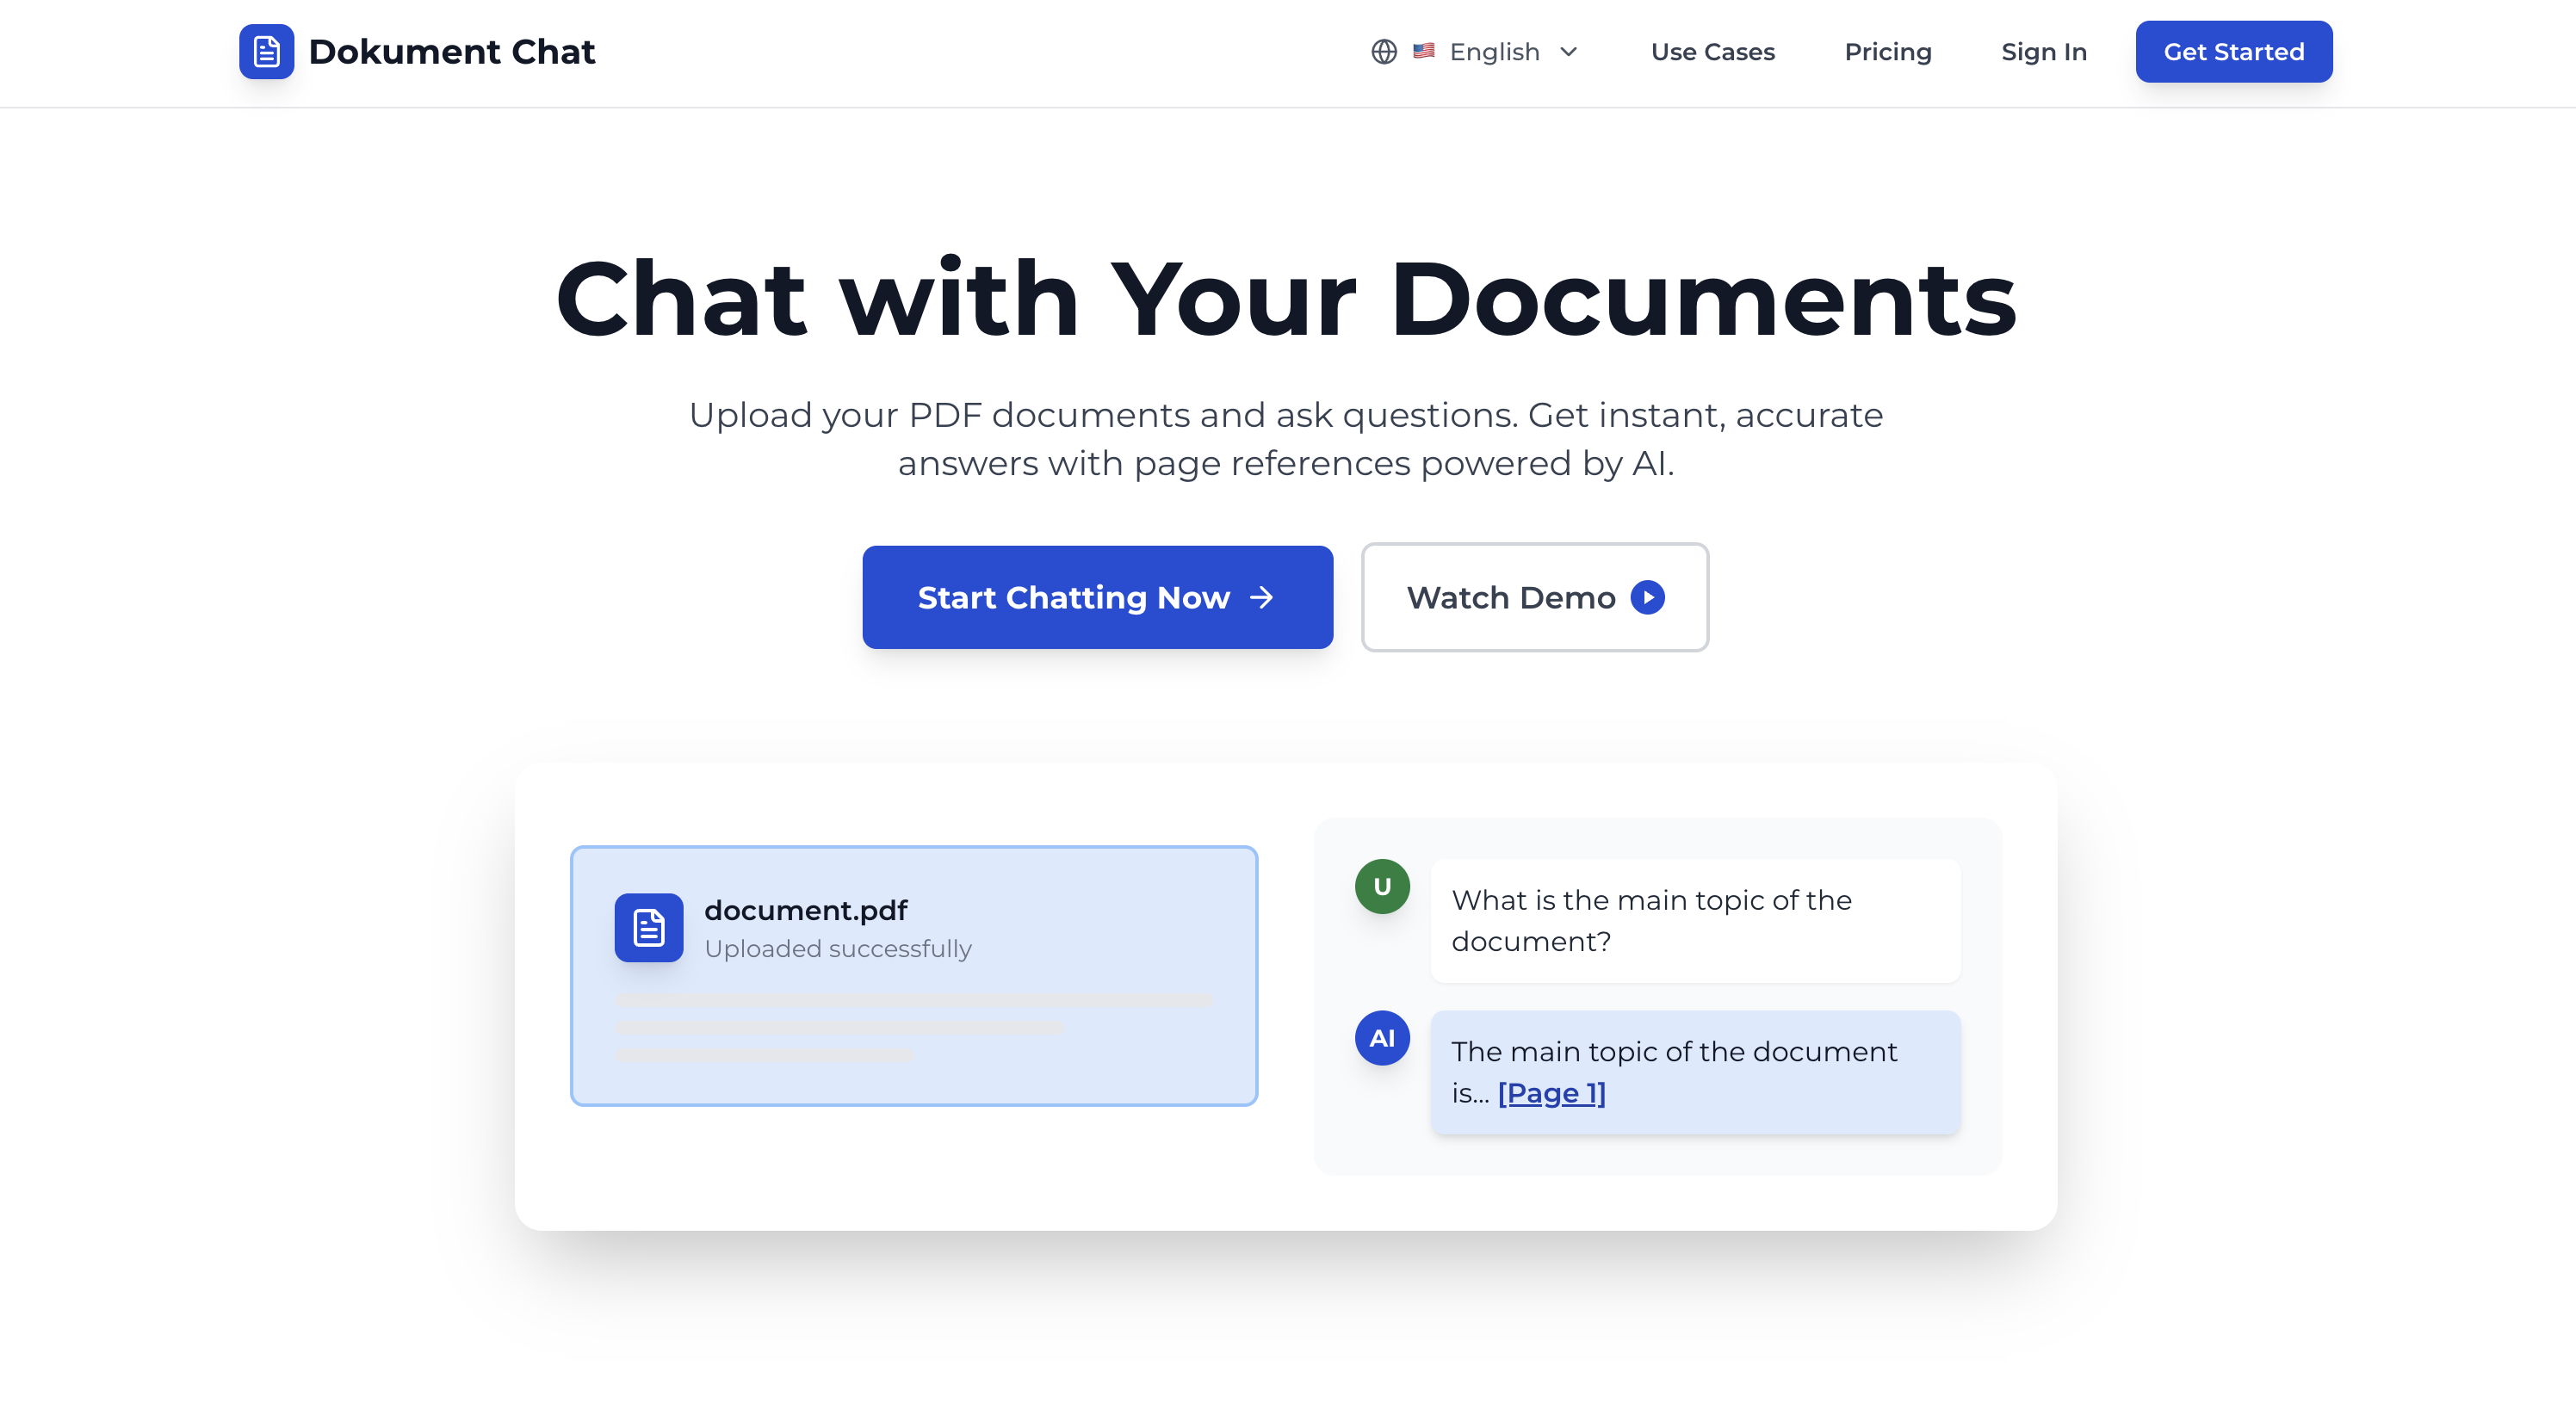 Dokument Chat
English
Use Cases
Pricing
Sign In
Get Started
Chat with Your Documents
Upload your PDF documents and ask questions. Get instant, accurate
answers with page references powered by AI.
Start Chatting Now
Watch Demo
document.pdf
Uploaded successfully
U
What is the main topic of the
document?
AI
The main topic of the document
is... [Page 1]